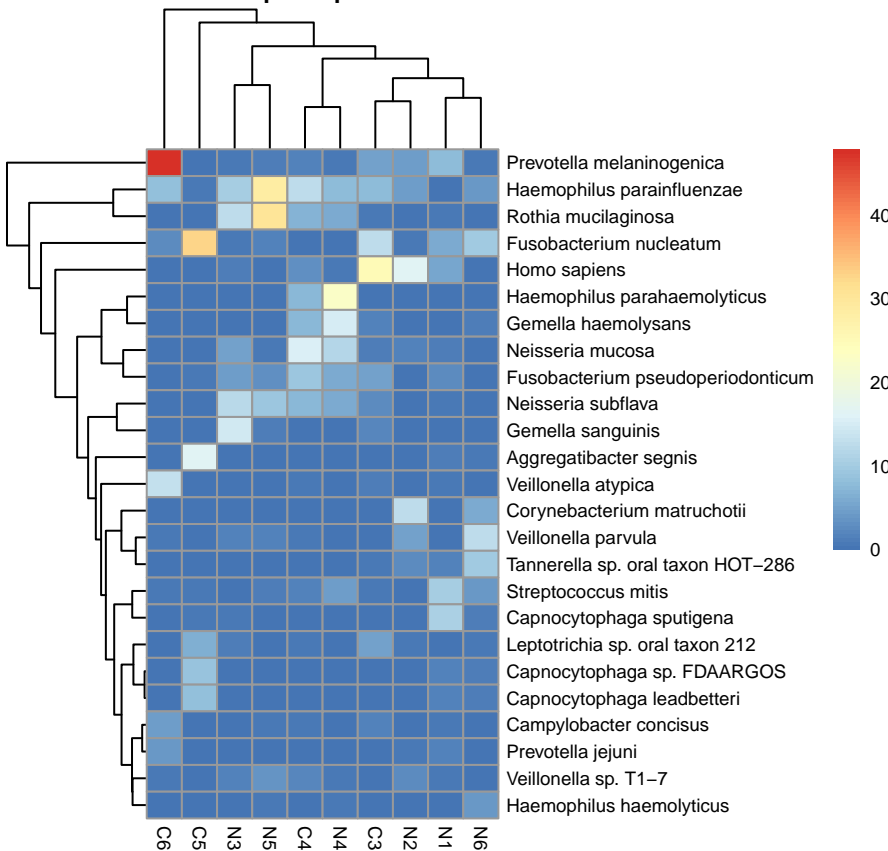 Prevotella melaninogenica
Haemophilus parainfluenzae
Rothia mucilaginosa
Fusobacterium nucleatum
Homo sapiens
Haemophilus parahaemolyticus
Gemella haemolysans
Neisseria mucosa
Fusobacterium pseudoperiodonticum
Neisseria subflava
Gemella sanguinis
Aggregatibacter segnis
Veillonella atypica
Corynebacterium matruchotii
Veillonella parvula
Tannerella sp. oral taxon HOT−286
Streptococcus mitis
Capnocytophaga sputigena
Leptotrichia sp. oral taxon 212
Capnocytophaga sp. FDAARGOS
Capnocytophaga leadbetteri
Campylobacter concisus
Prevotella jejuni
Veillonella sp. T1−7
Haemophilus haemolyticus
C6 C5 N3 N5 C4 N4 C3 N2 N1 N6
40
30
20
10
0